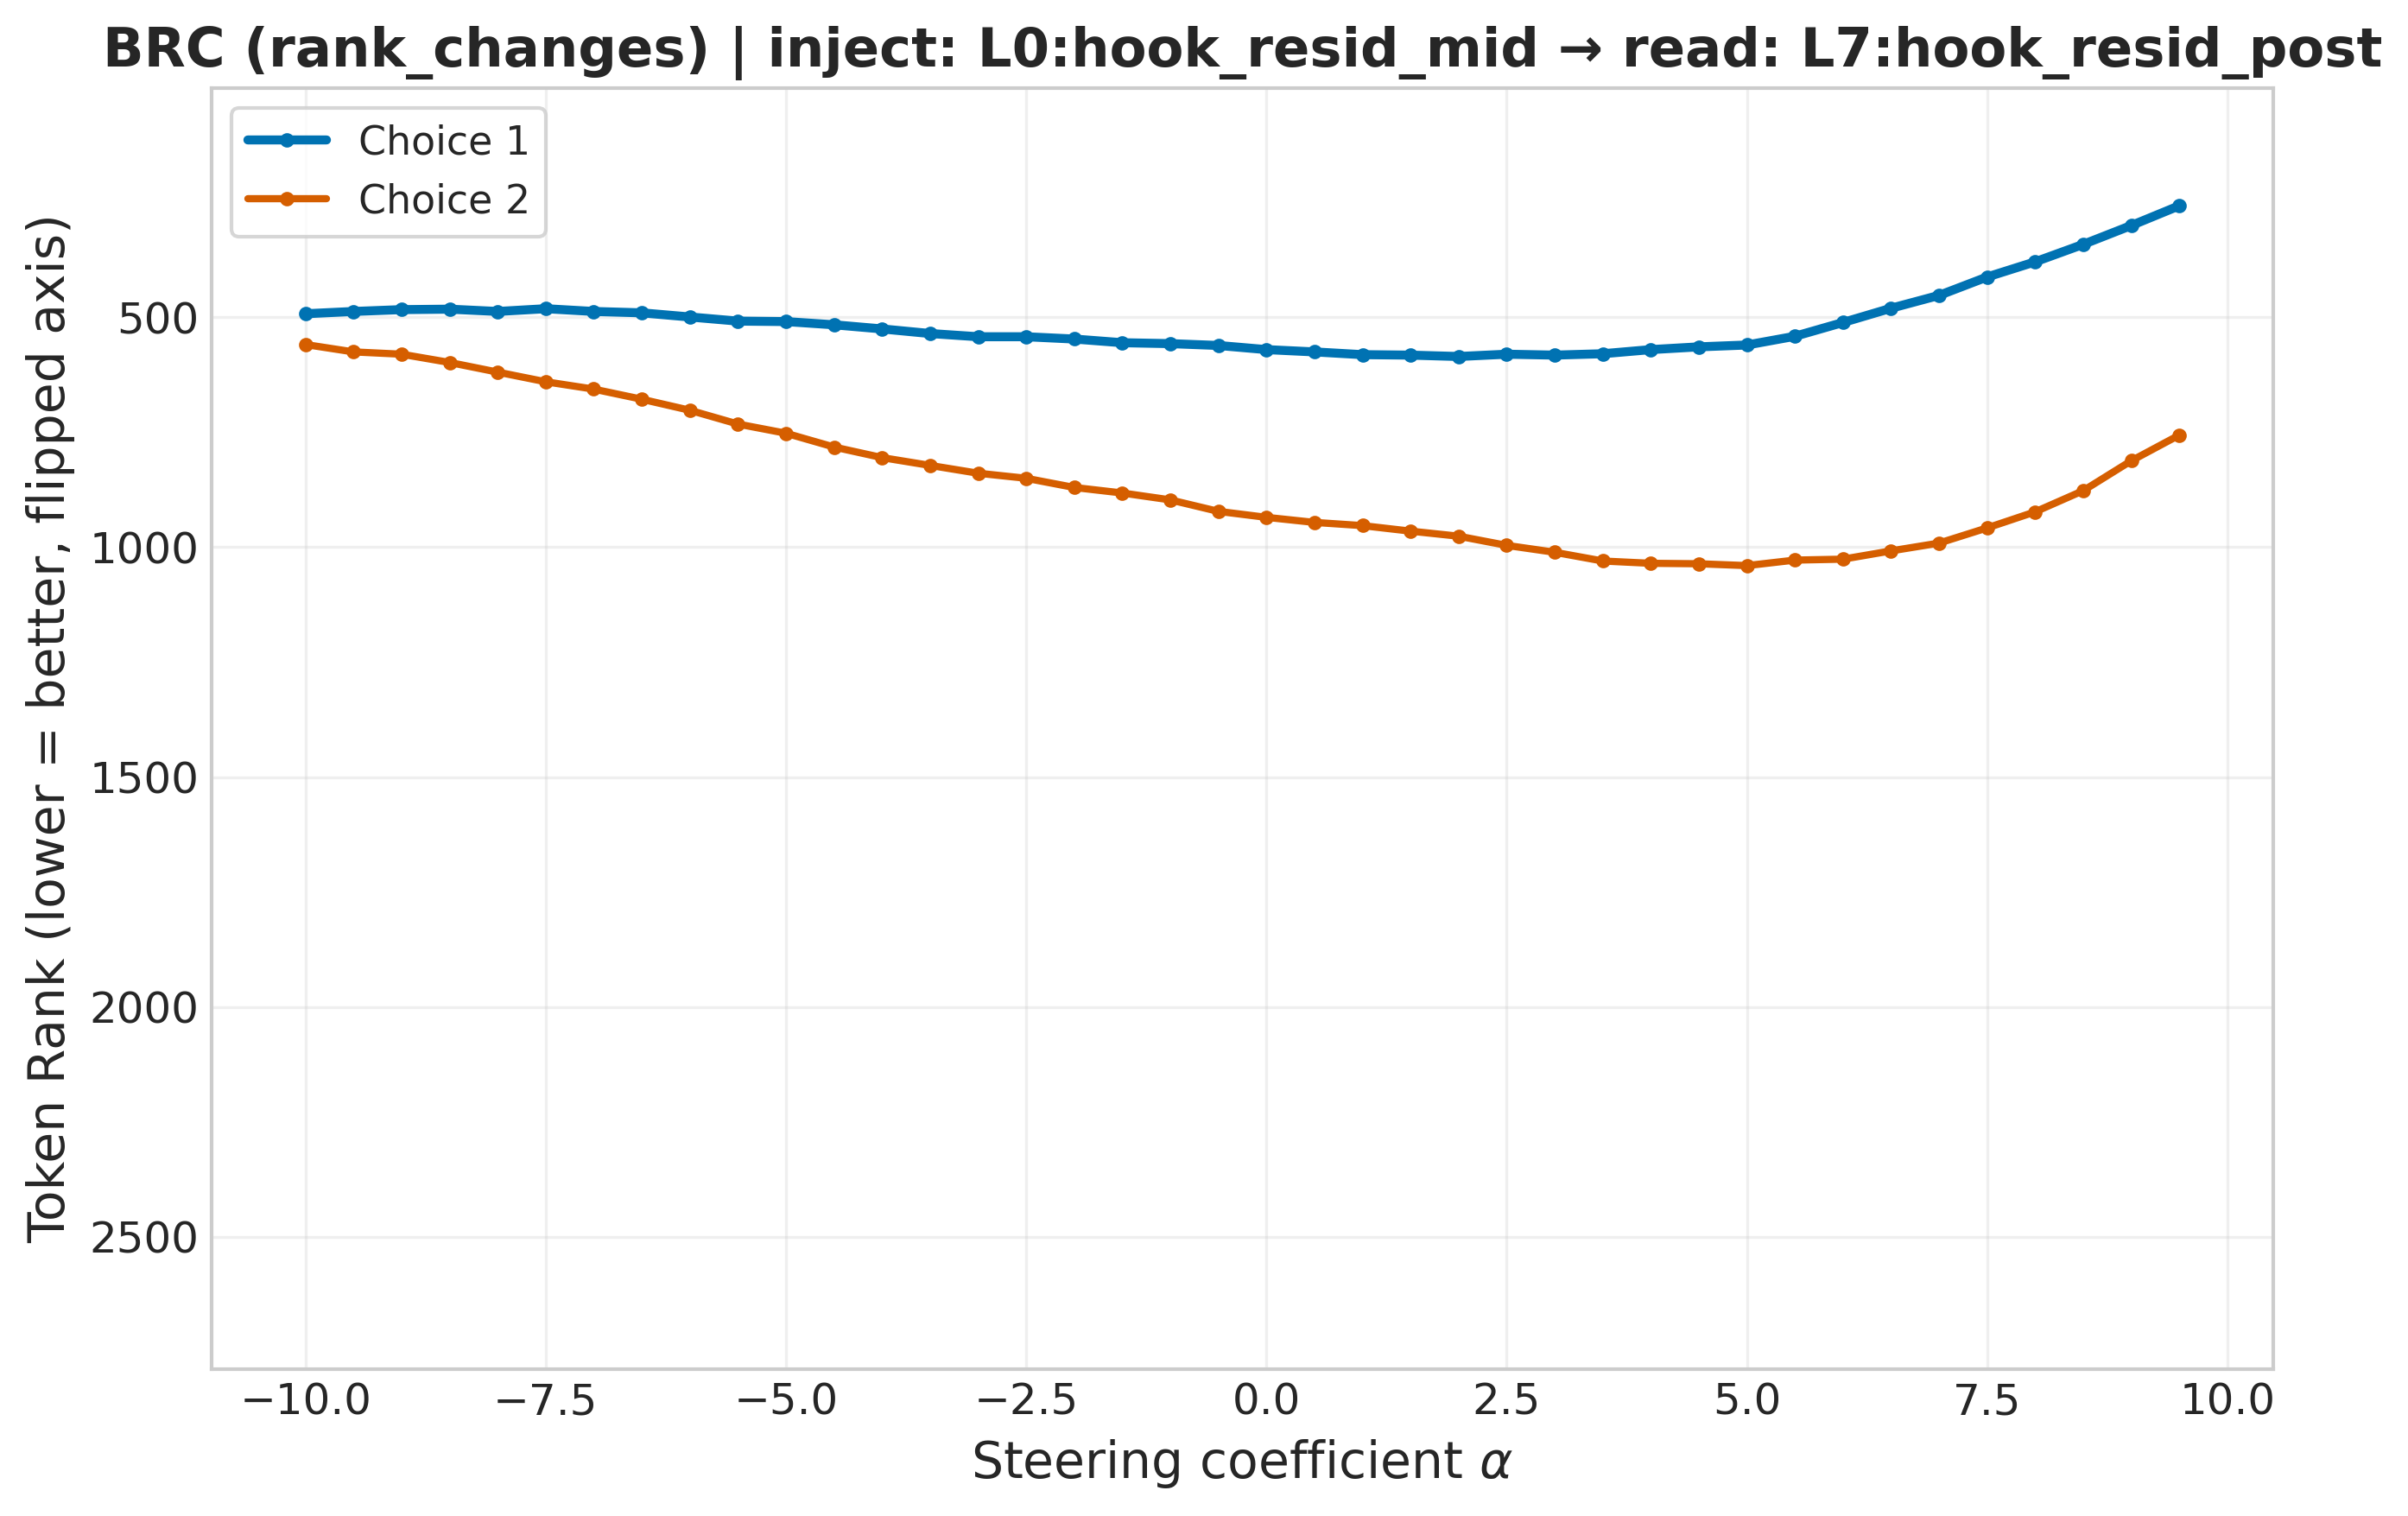 BRC (rank_changes) | inject: L0:hook_resid_mid → read: L7:hook_resid_post
Choice 1
Choice 2
Token Rank (lower = better, flipped axis)
500
1000
1500
2000
2500
−10.0 −7.5 −5.0 −2.5 0.0 2.5 5.0 7.5 10.0
Steering coefficient α